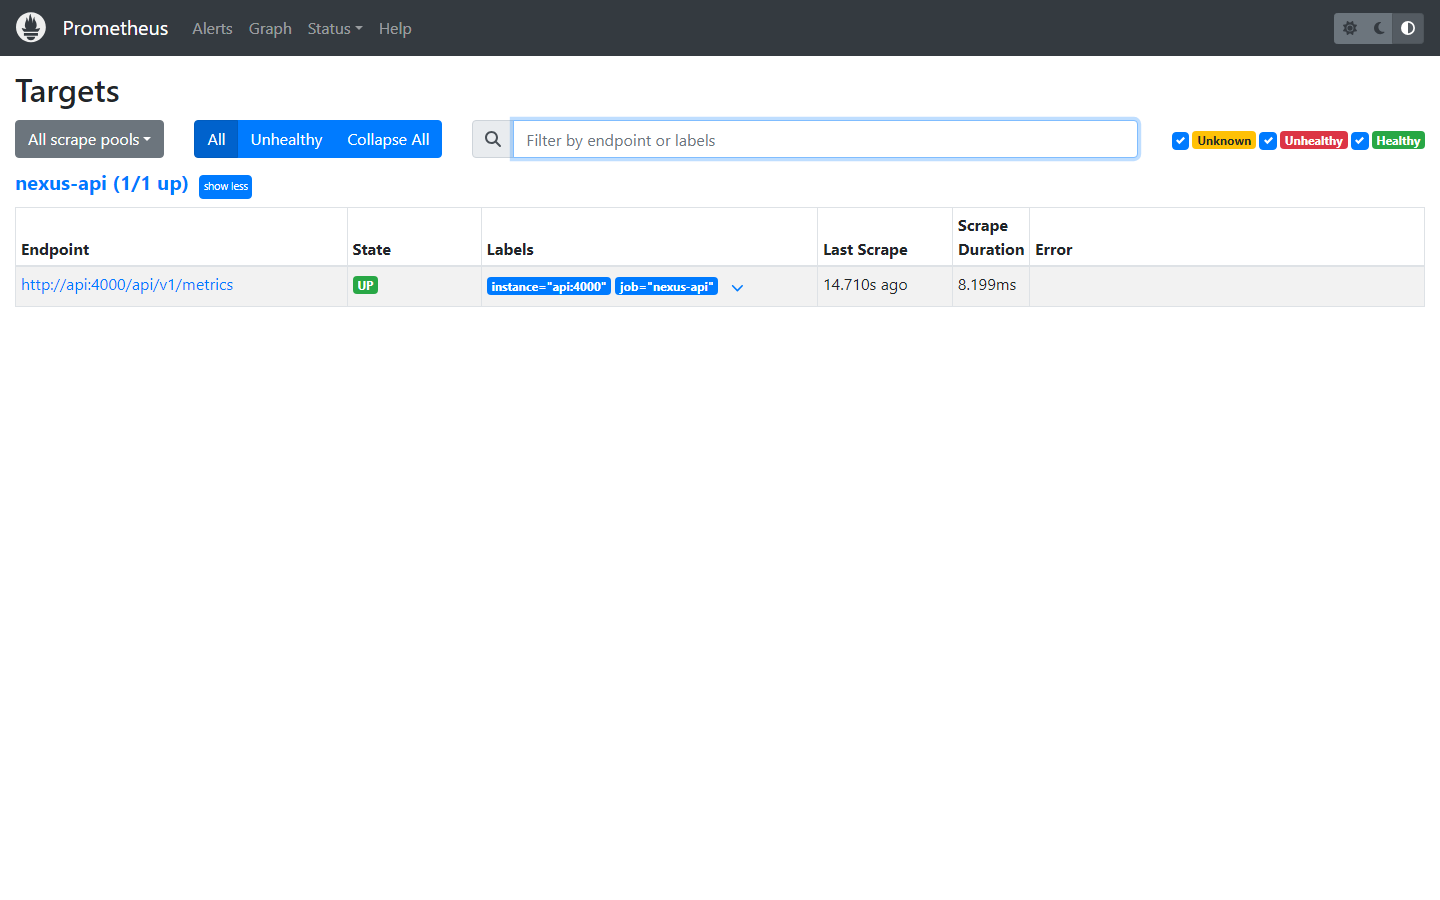 Prometheus Alerts Graph Status Help
Targets
All scrape pools All Unhealthy Collapse All Filter by endpoint or labels Unknown Unhealthy Healthy
nexus-api (1/1 up) show less
Endpoint State Labels Last Scrape Scrape Duration Error
http://api:4000/api/v1/metrics UP instance="api:4000" job="nexus-api" 14.710s ago 8.199ms